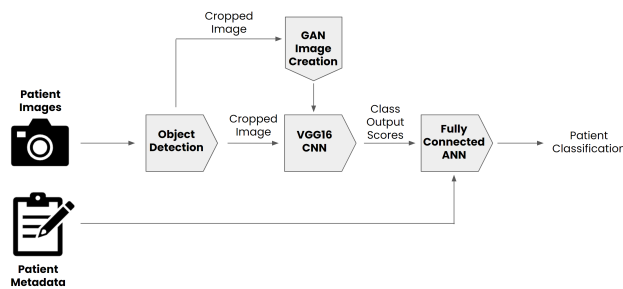 Cropped
Image
GAN
Image
Creation
Patient
Images
Object
Detection
Cropped
Image
VGG16
CNN
Class
Output
Scores
Fully
Connected
ANN
Patient
Classification
Patient
Metadata